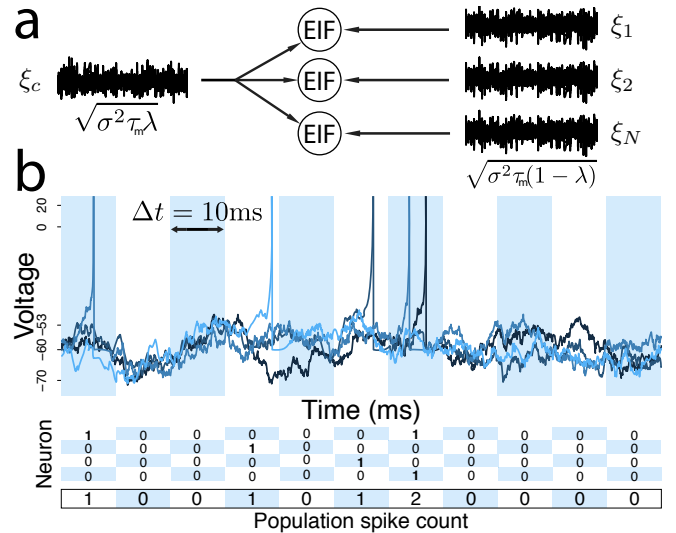 a
EIF
EIF
EIF
ξc
√σ²τmλ
ξ1
ξ2
ξN
√σ²τm(1 − λ)
b
Voltage
20
0
−53
−60
−70
Δt = 10ms
Time (ms)
Neuron
1 0 0 0 0 0 1 0 0 0 0
0 0 0 1 0 0 0 0 0 0 0
0 0 0 0 0 1 0 0 0 0 0
0 0 0 0 0 0 1 0 0 0 0
1 0 0 1 0 1 2 0 0 0 0
Population spike count